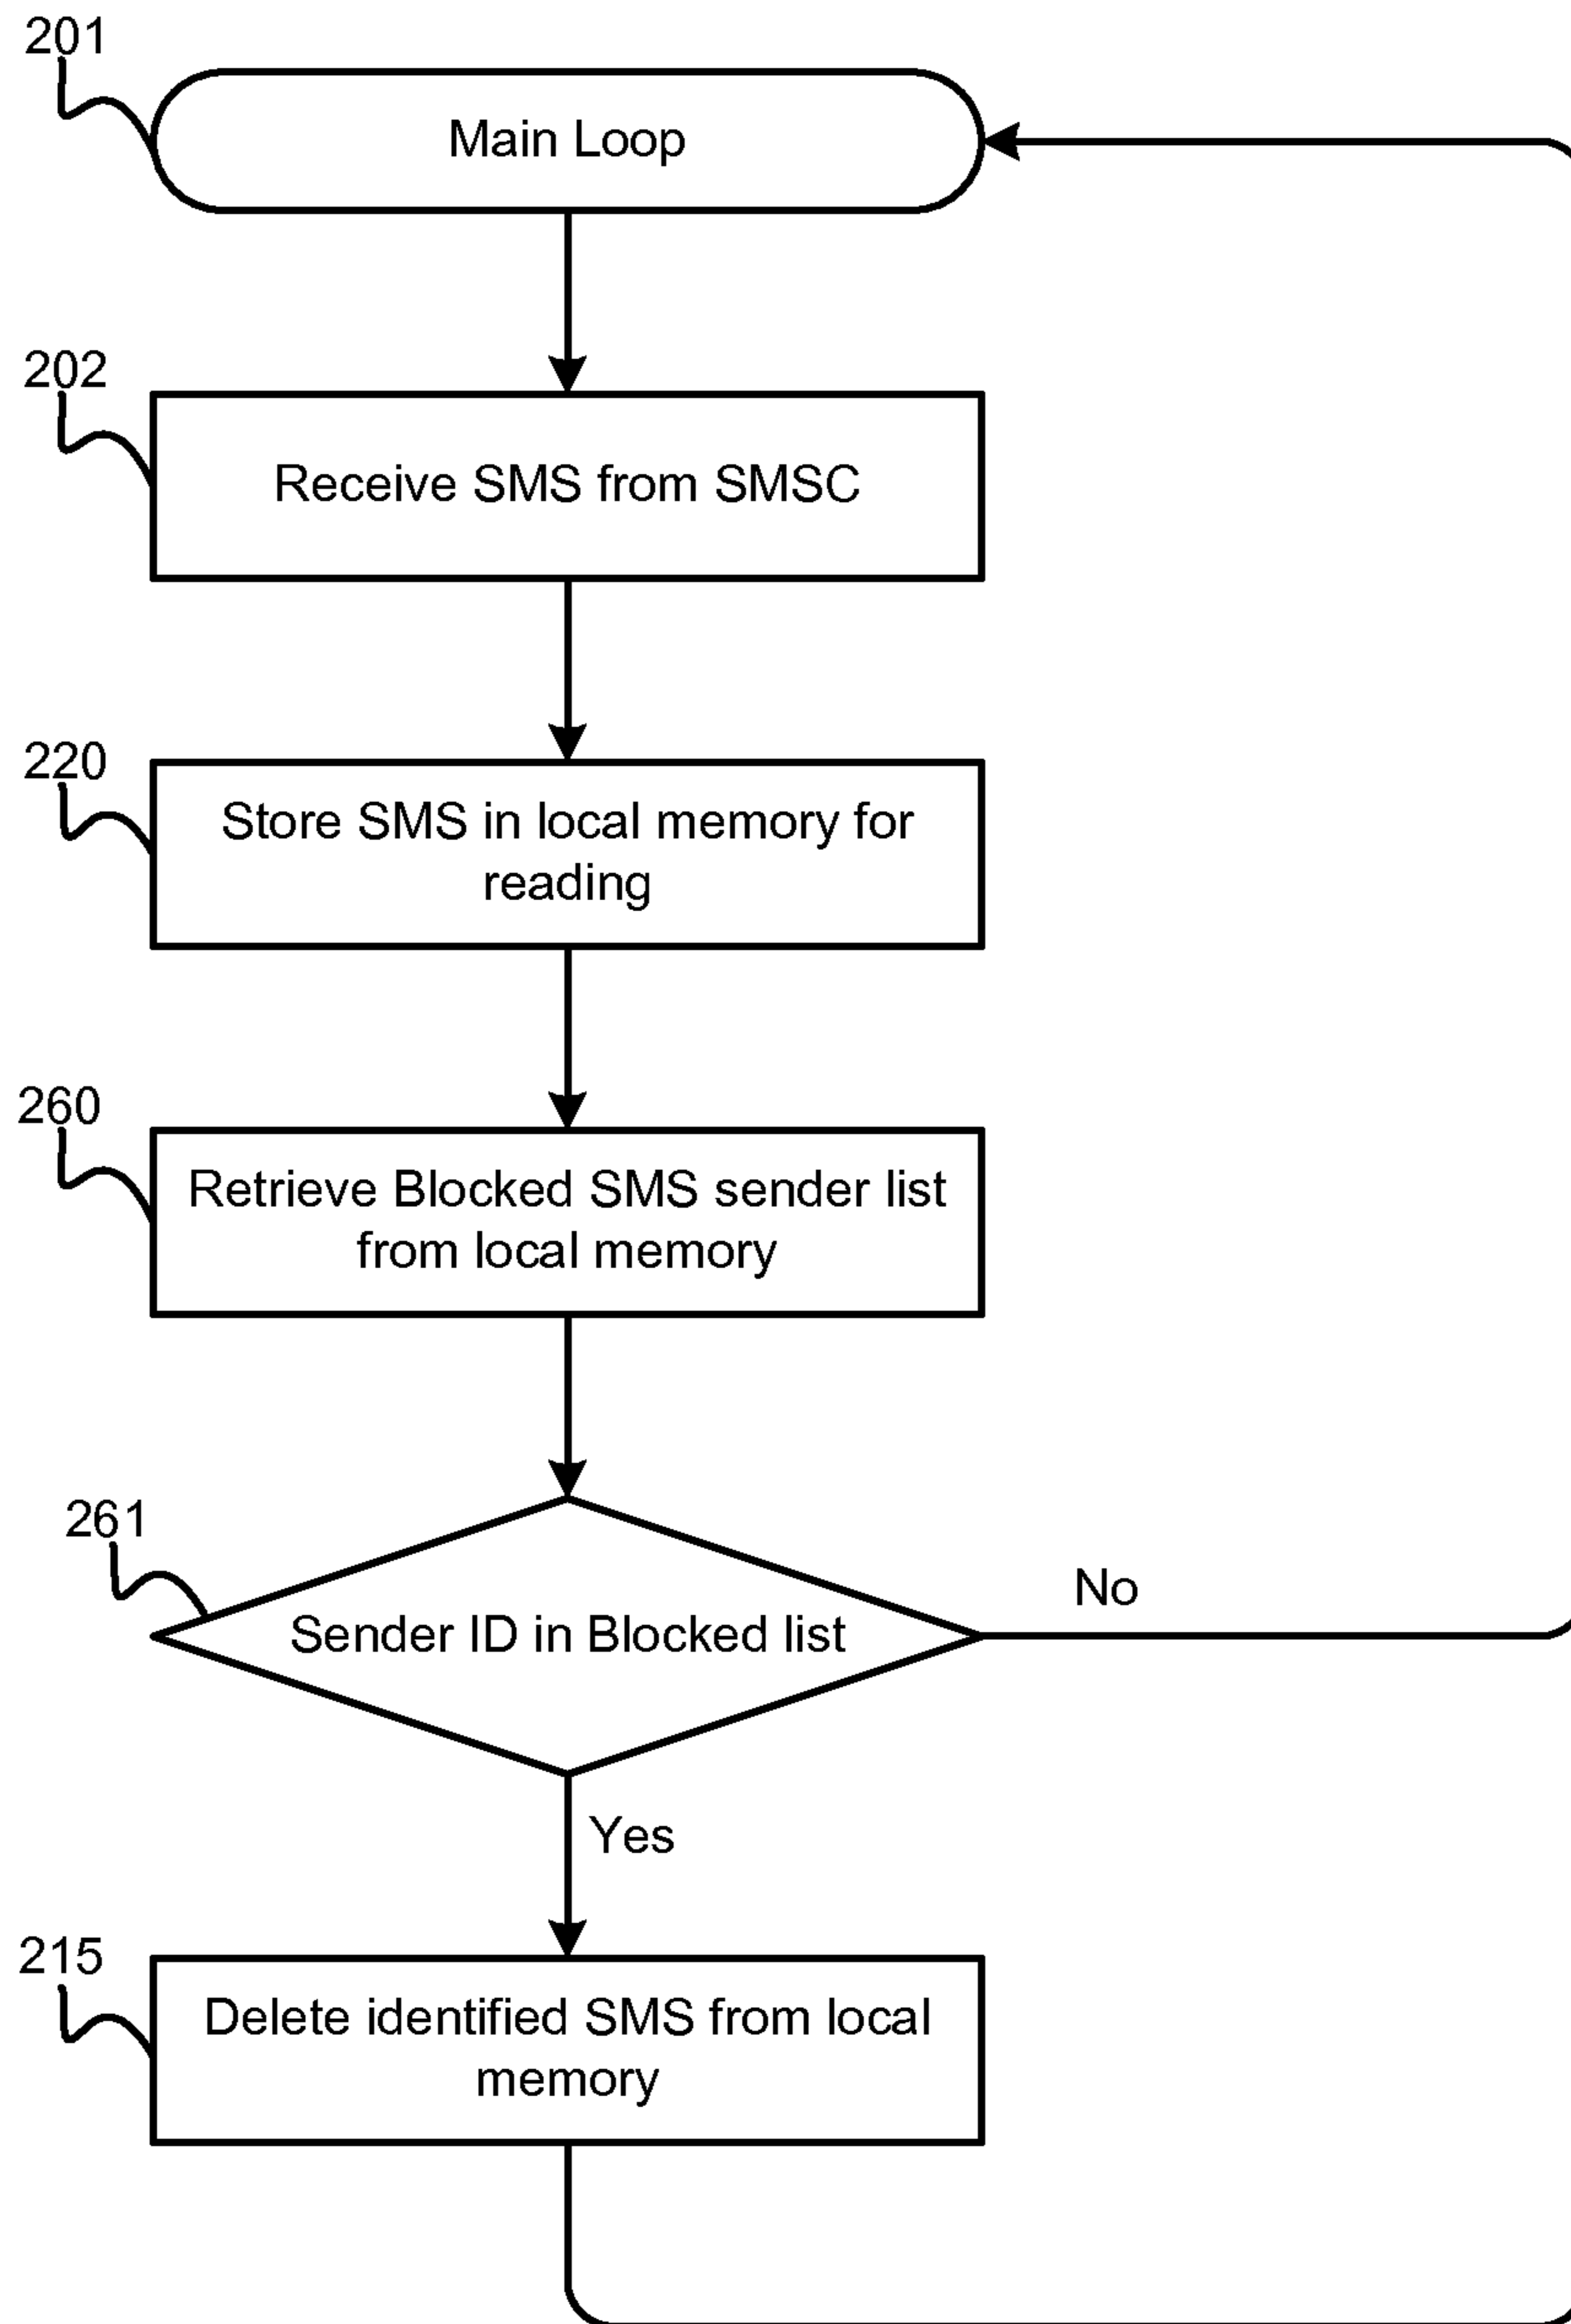 201
Main Loop
202
Receive SMS from SMSC
220
Store SMS in local memory for
reading
260
Retrieve Blocked SMS sender list
from local memory
261
Sender ID in Blocked list
No
Yes
215
Delete identified SMS from local
memory